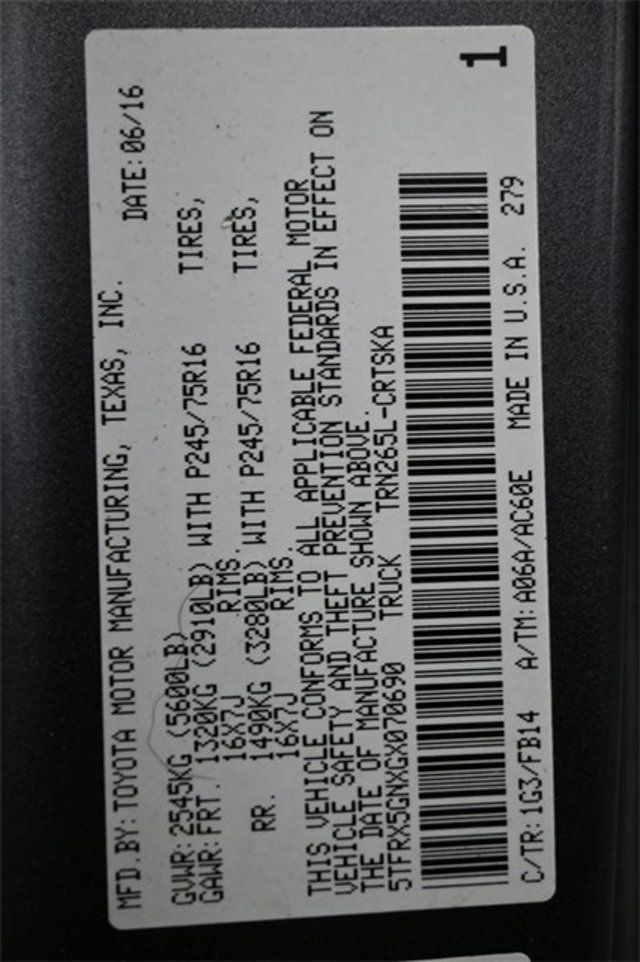 MFD.BY:TOYOTA MOTOR MANUFACTURING, TEXAS, INC. DATE:06/16
GVWR:2545KG (5600LB)
GAWR:FRT. 1320KG (2910LB) WITH P245/75R16 TIRES,
16X7J RIMS.
RR. 1490KG (3280LB) WITH P245/75R16 TIRES,
16X7J RIMS.
THIS VEHICLE CONFORMS TO ALL APPLICABLE FEDERAL MOTOR
VEHICLE SAFETY AND THEFT PREVENTION STANDARDS IN EFFECT ON
THE DATE OF MANUFACTURE SHOWN ABOVE.
5TFRX5GNXGX070690 TRUCK TRN265L-CRTSKA
C/TR:1G3/FB14 A/TM:A06A/AC60E MADE IN U.S.A. 279
1